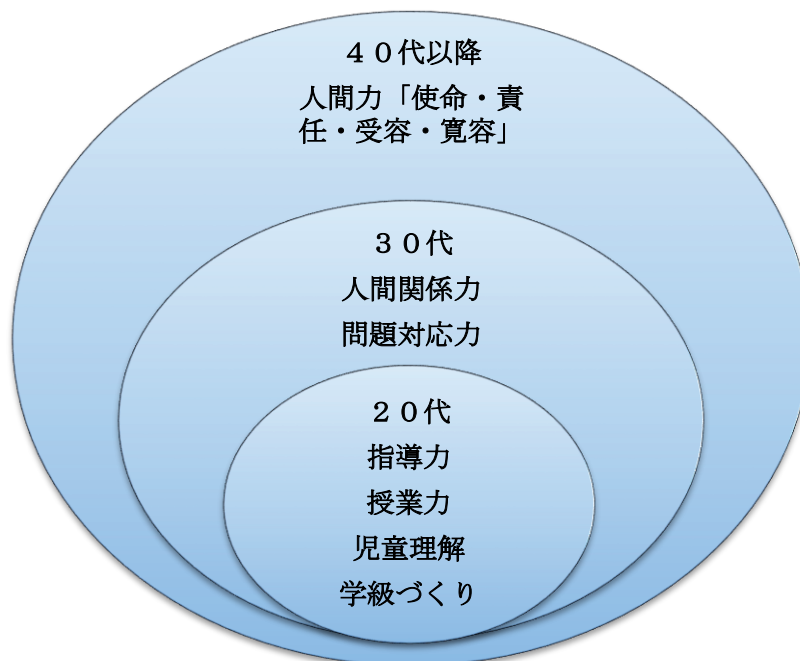 ４０代以降
人間力「使命・責
任・受容・寛容」
３０代
人間関係力
問題対応力
２０代
指導力
授業力
児童理解
学級づくり